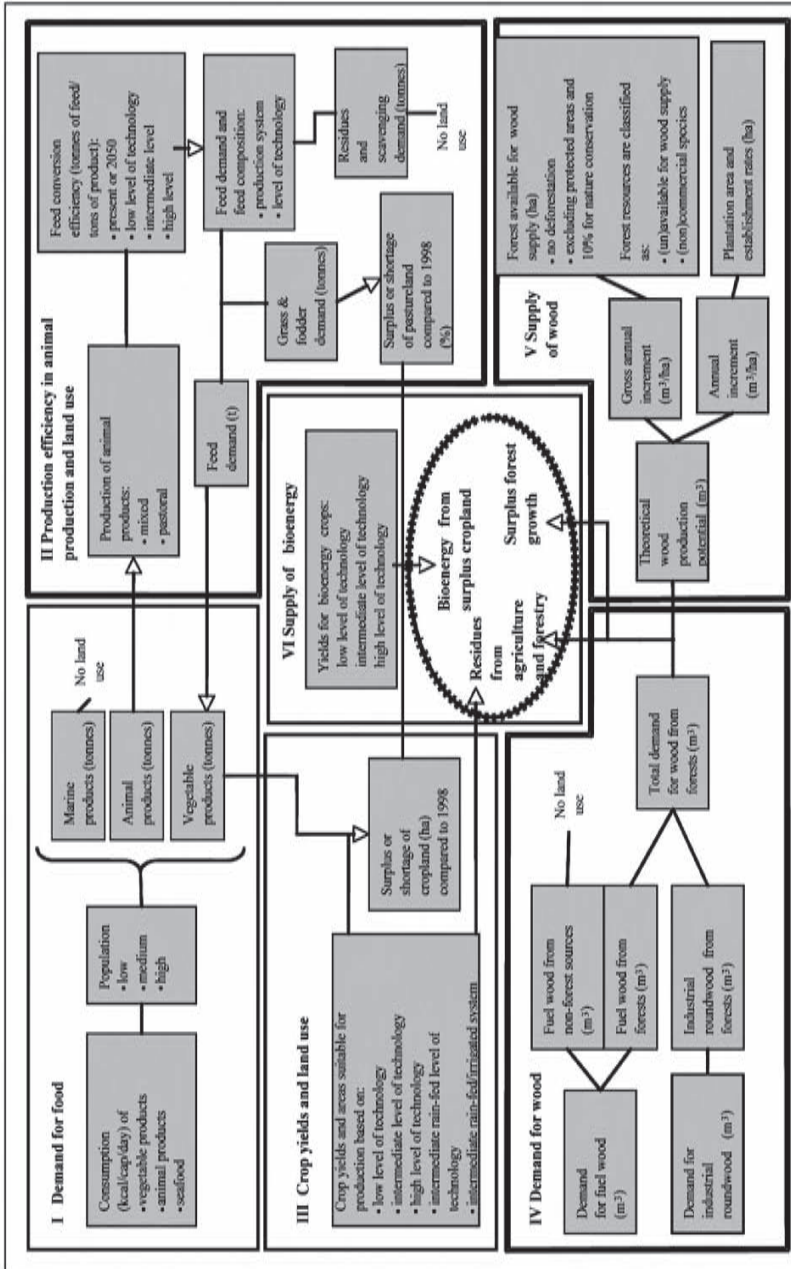 I Demand for food
Consumption
(kcal/cap/day) of
• vegetable products
• animal products
• seafood
Population
• low
• medium
• high
Marine
products (tonnes)
No land
use
Animal
products (tonnes)
Vegetable
products (tonnes)
II Production efficiency in animal
production and land use
Production of animal
products:
• mixed
• pastoral
Feed conversion
efficiency (tonnes of feed/
tons of product):
• present or 2050
• low level of technology
• intermediate level
• high level
Feed demand and
feed composition:
• production system
• level of technology
Feed
demand (t)
Grass &
fodder
demand (tonnes)
Residues
and
scavenging
demand (tonnes)
No land
use
Surplus or shortage
of pastureland
compared to 1998
(%)
III Crop yields and land use
Crop yields and areas suitable for
production based on:
• low level of technology
• intermediate level of technology
• high level of technology
• intermediate rain-fed level of
technology
• intermediate rain-fed/irrigated system
Surplus or
shortage of
cropland (ha)
compared to 1998
VI Supply of bioenergy
Yields for bioenergy crops:
low level of technology
intermediate level of technology
high level of technology
Bioenergy from
surplus cropland
Residues
from
agriculture
and forestry
Surplus forest
growth
IV Demand for wood
Demand
for fuel wood
(m³)
Fuel wood from
non-forest sources
(m³)
No land
use
Fuel wood from
forests (m³)
Demand for
industrial
roundwood (m³)
Industrial
roundwood from
forests (m³)
Total demand
for wood from
forests (m³)
V Supply
of wood
Theoretical
wood
production
potential (m³)
Gross annual
increment
(m³/ha)
Annual
increment
(m³/ha)
Forest available for wood
supply (ha)
• no deforestation
• excluding protected areas and
10% for nature conservation
Forest resources are classified
as:
• (un)available for wood supply
• (non)commercial species
Plantation area and
establishment rates (ha)